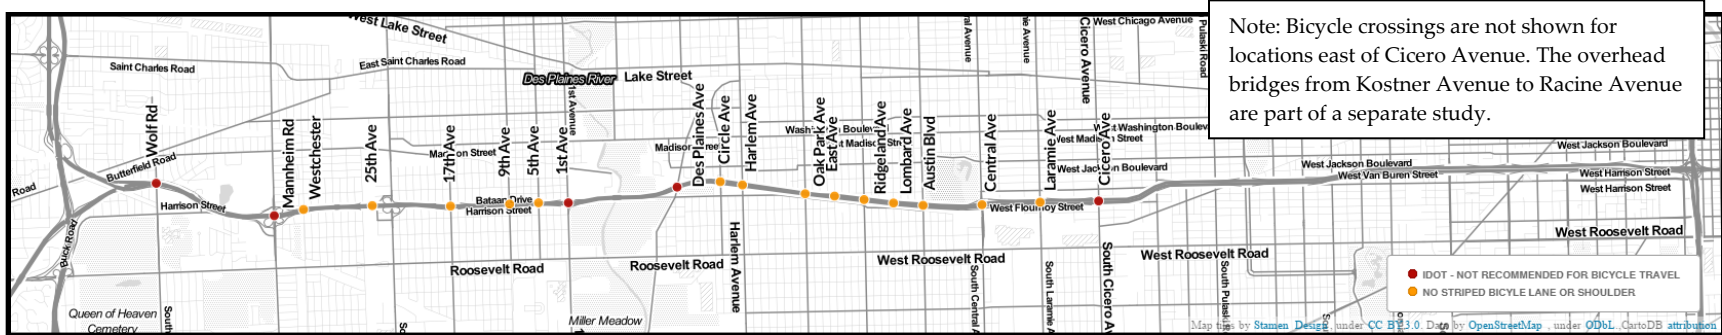 Note: Bicycle crossings are not shown for
locations east of Cicero Avenue. The overhead
bridges from Kostner Avenue to Racine Avenue
are part of a separate study.
West Lake Street
West Chicago Avenue
Saint Charles Road
East Saint Charles Road
Des Plaines River
Lake Street
1st Avenue
Cicero Avenue
Pulaski Road
Wolf Rd
Mannheim Rd
Westchester
25th Ave
17th Ave
9th Ave
5th Ave
1st Ave
Des Plaines Ave
Circle Ave
Harlem Ave
Oak Park Ave
East Ave
Ridgeland Ave
Lombard Ave
Austin Blvd
Central Ave
Laramie Ave
Cicero Ave
Butterfield Road
Road
Harrison Street
Bataan Drive
Harrison Street
West Jackson Boulevard
West Jackson Boulevard
West Jackson Boulevard
West Van Buren Street
West Harrison Street
West Harrison Street
West Flournoy Street
Harlem Avenue
Roosevelt Road
Roosevelt Road
West Roosevelt Road
West Roosevelt Road
West Roosevelt Road
Queen of Heaven
Cemetery
Miller Meadow
IDOT - NOT RECOMMENDED FOR BICYCLE TRAVEL
NO STRIPED BICYLE LANE OR SHOULDER
Map tiles by Stamen Design, under CC BY 3.0. Data by OpenStreetMap, under ODbL. CartoDB attribution